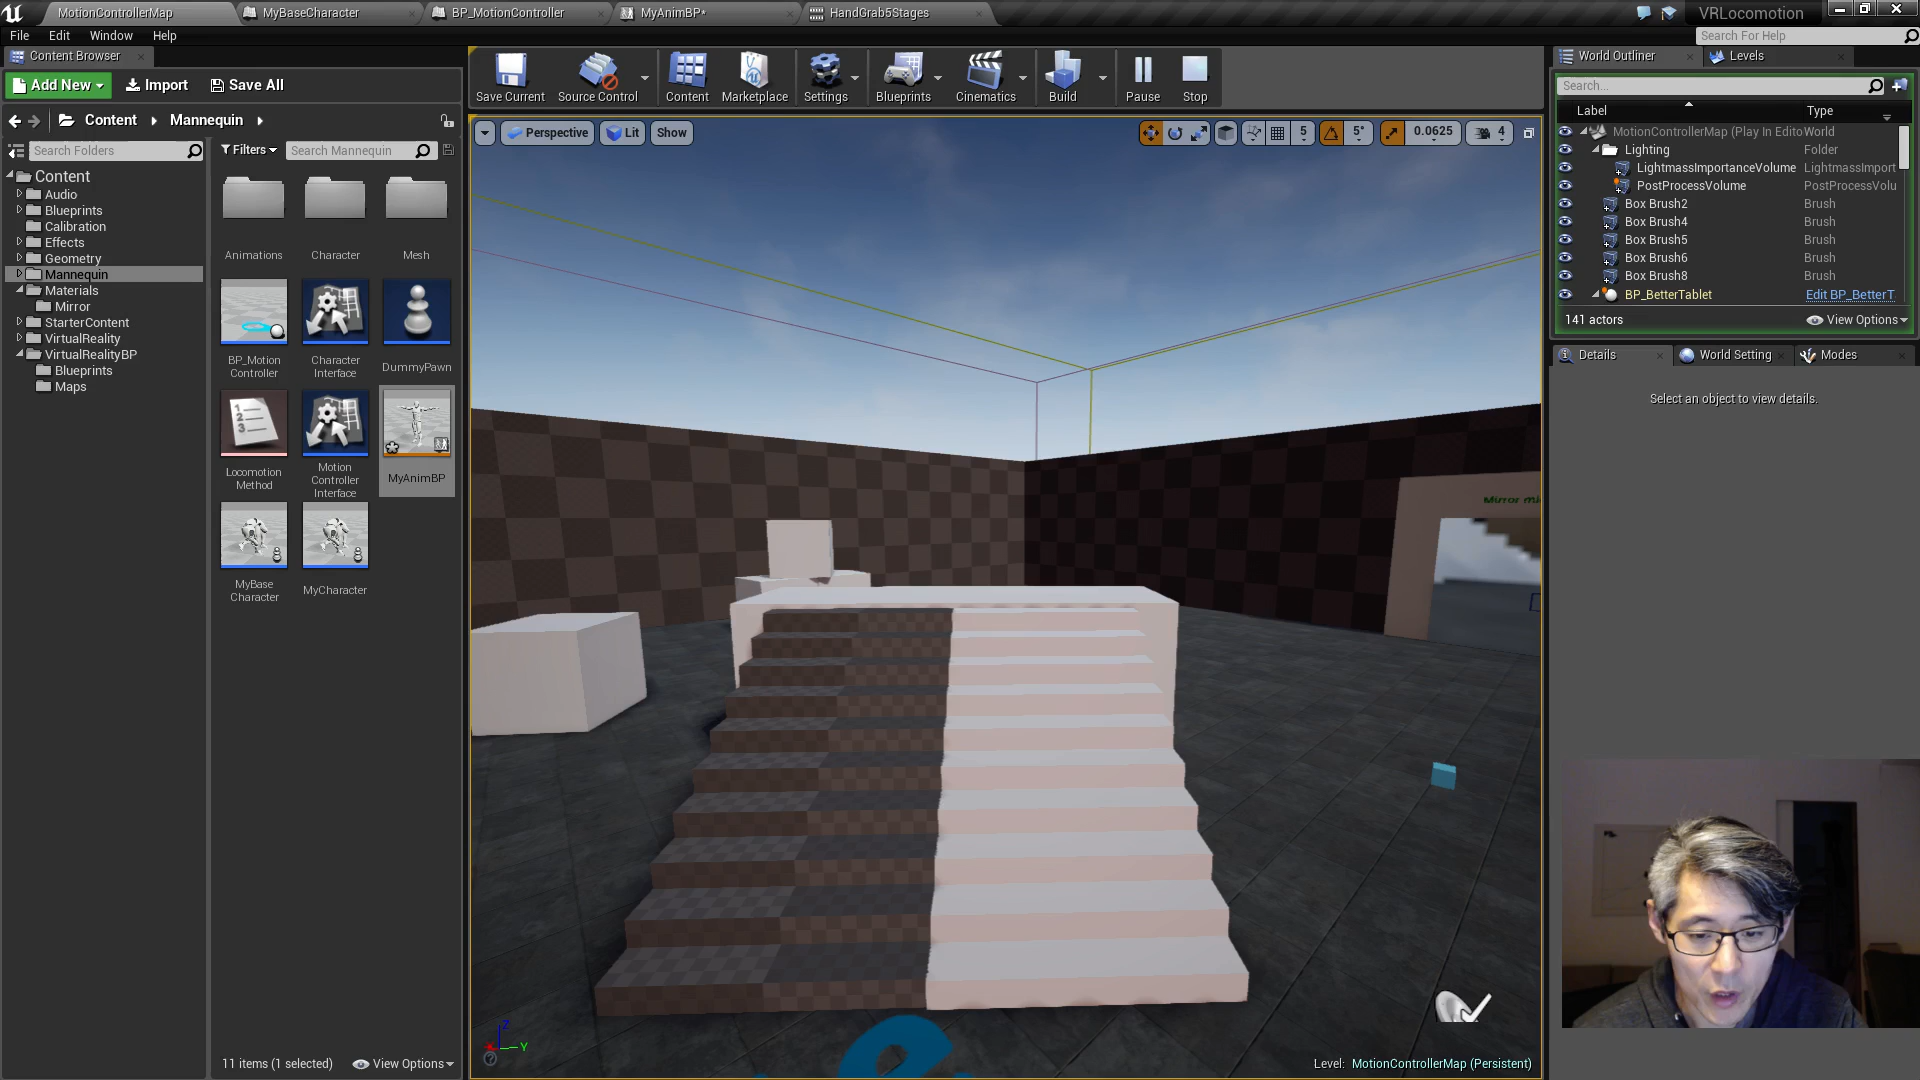 MotionControllerMap
MyBaseCharacter
BP_MotionController
MyAnimBP*
HandGrab5Stages
VRLocomotion
File
Edit
Window
Help
Search For Help
Content Browser
Add New
Import
Save All
Content
Mannequin
Search Folders
Filters
Search Mannequin
Content
Audio
Blueprints
Calibration
Effects
Geometry
Mannequin
Materials
Mirror
StarterContent
VirtualReality
VirtualRealityBP
Blueprints
Maps
Animations
Character
Mesh
BP_Motion
Controller
Character
Interface
DummyPawn
Locomotion
Method
Motion
Controller
Interface
MyAnimBP
MyBase
Character
MyCharacter
11 items (1 selected)
View Options
Save Current
Source Control
Content
Marketplace
Settings
Blueprints
Cinematics
Build
Pause
Stop
Perspective
Lit
Show
5
5°
0.0625
4
Z
Y
Level: MotionControllerMap (Persistent)
World Outliner
Levels
Search...
Label
Type
MotionControllerMap (Play In Edito
World
Lighting
Folder
LightmassImportanceVolume
LightmassImport
PostProcessVolume
PostProcessVolu
Box Brush2
Brush
Box Brush4
Brush
Box Brush5
Brush
Box Brush6
Brush
Box Brush8
Brush
BP_BetterTablet
Edit BP_BetterT
141 actors
View Options
Details
World Setting
Modes
Select an object to view details.